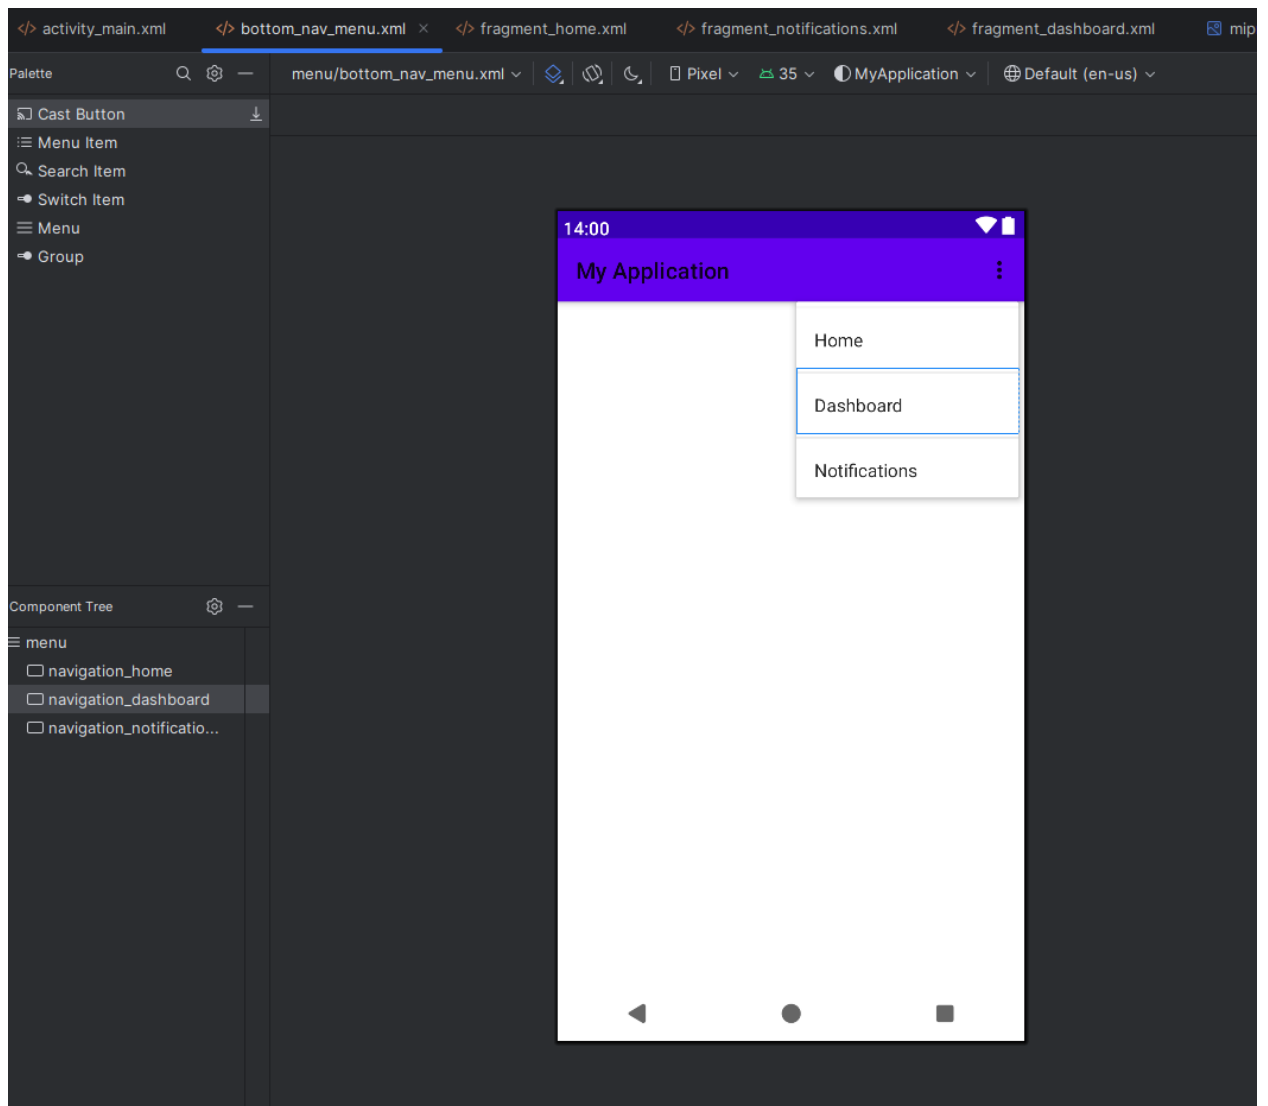 activity_main.xml bottom_nav_menu.xml fragment_home.xml fragment_notifications.xml fragment_dashboard.xml mip
Palette menu/bottom_nav_menu.xml Pixel 35 MyApplication Default (en-us)
Cast Button
Menu Item
Search Item
Switch Item
Menu
Group
14:00
My Application
Home
Dashboard
Notifications
Component Tree
menu
navigation_home
navigation_dashboard
navigation_notificatio...